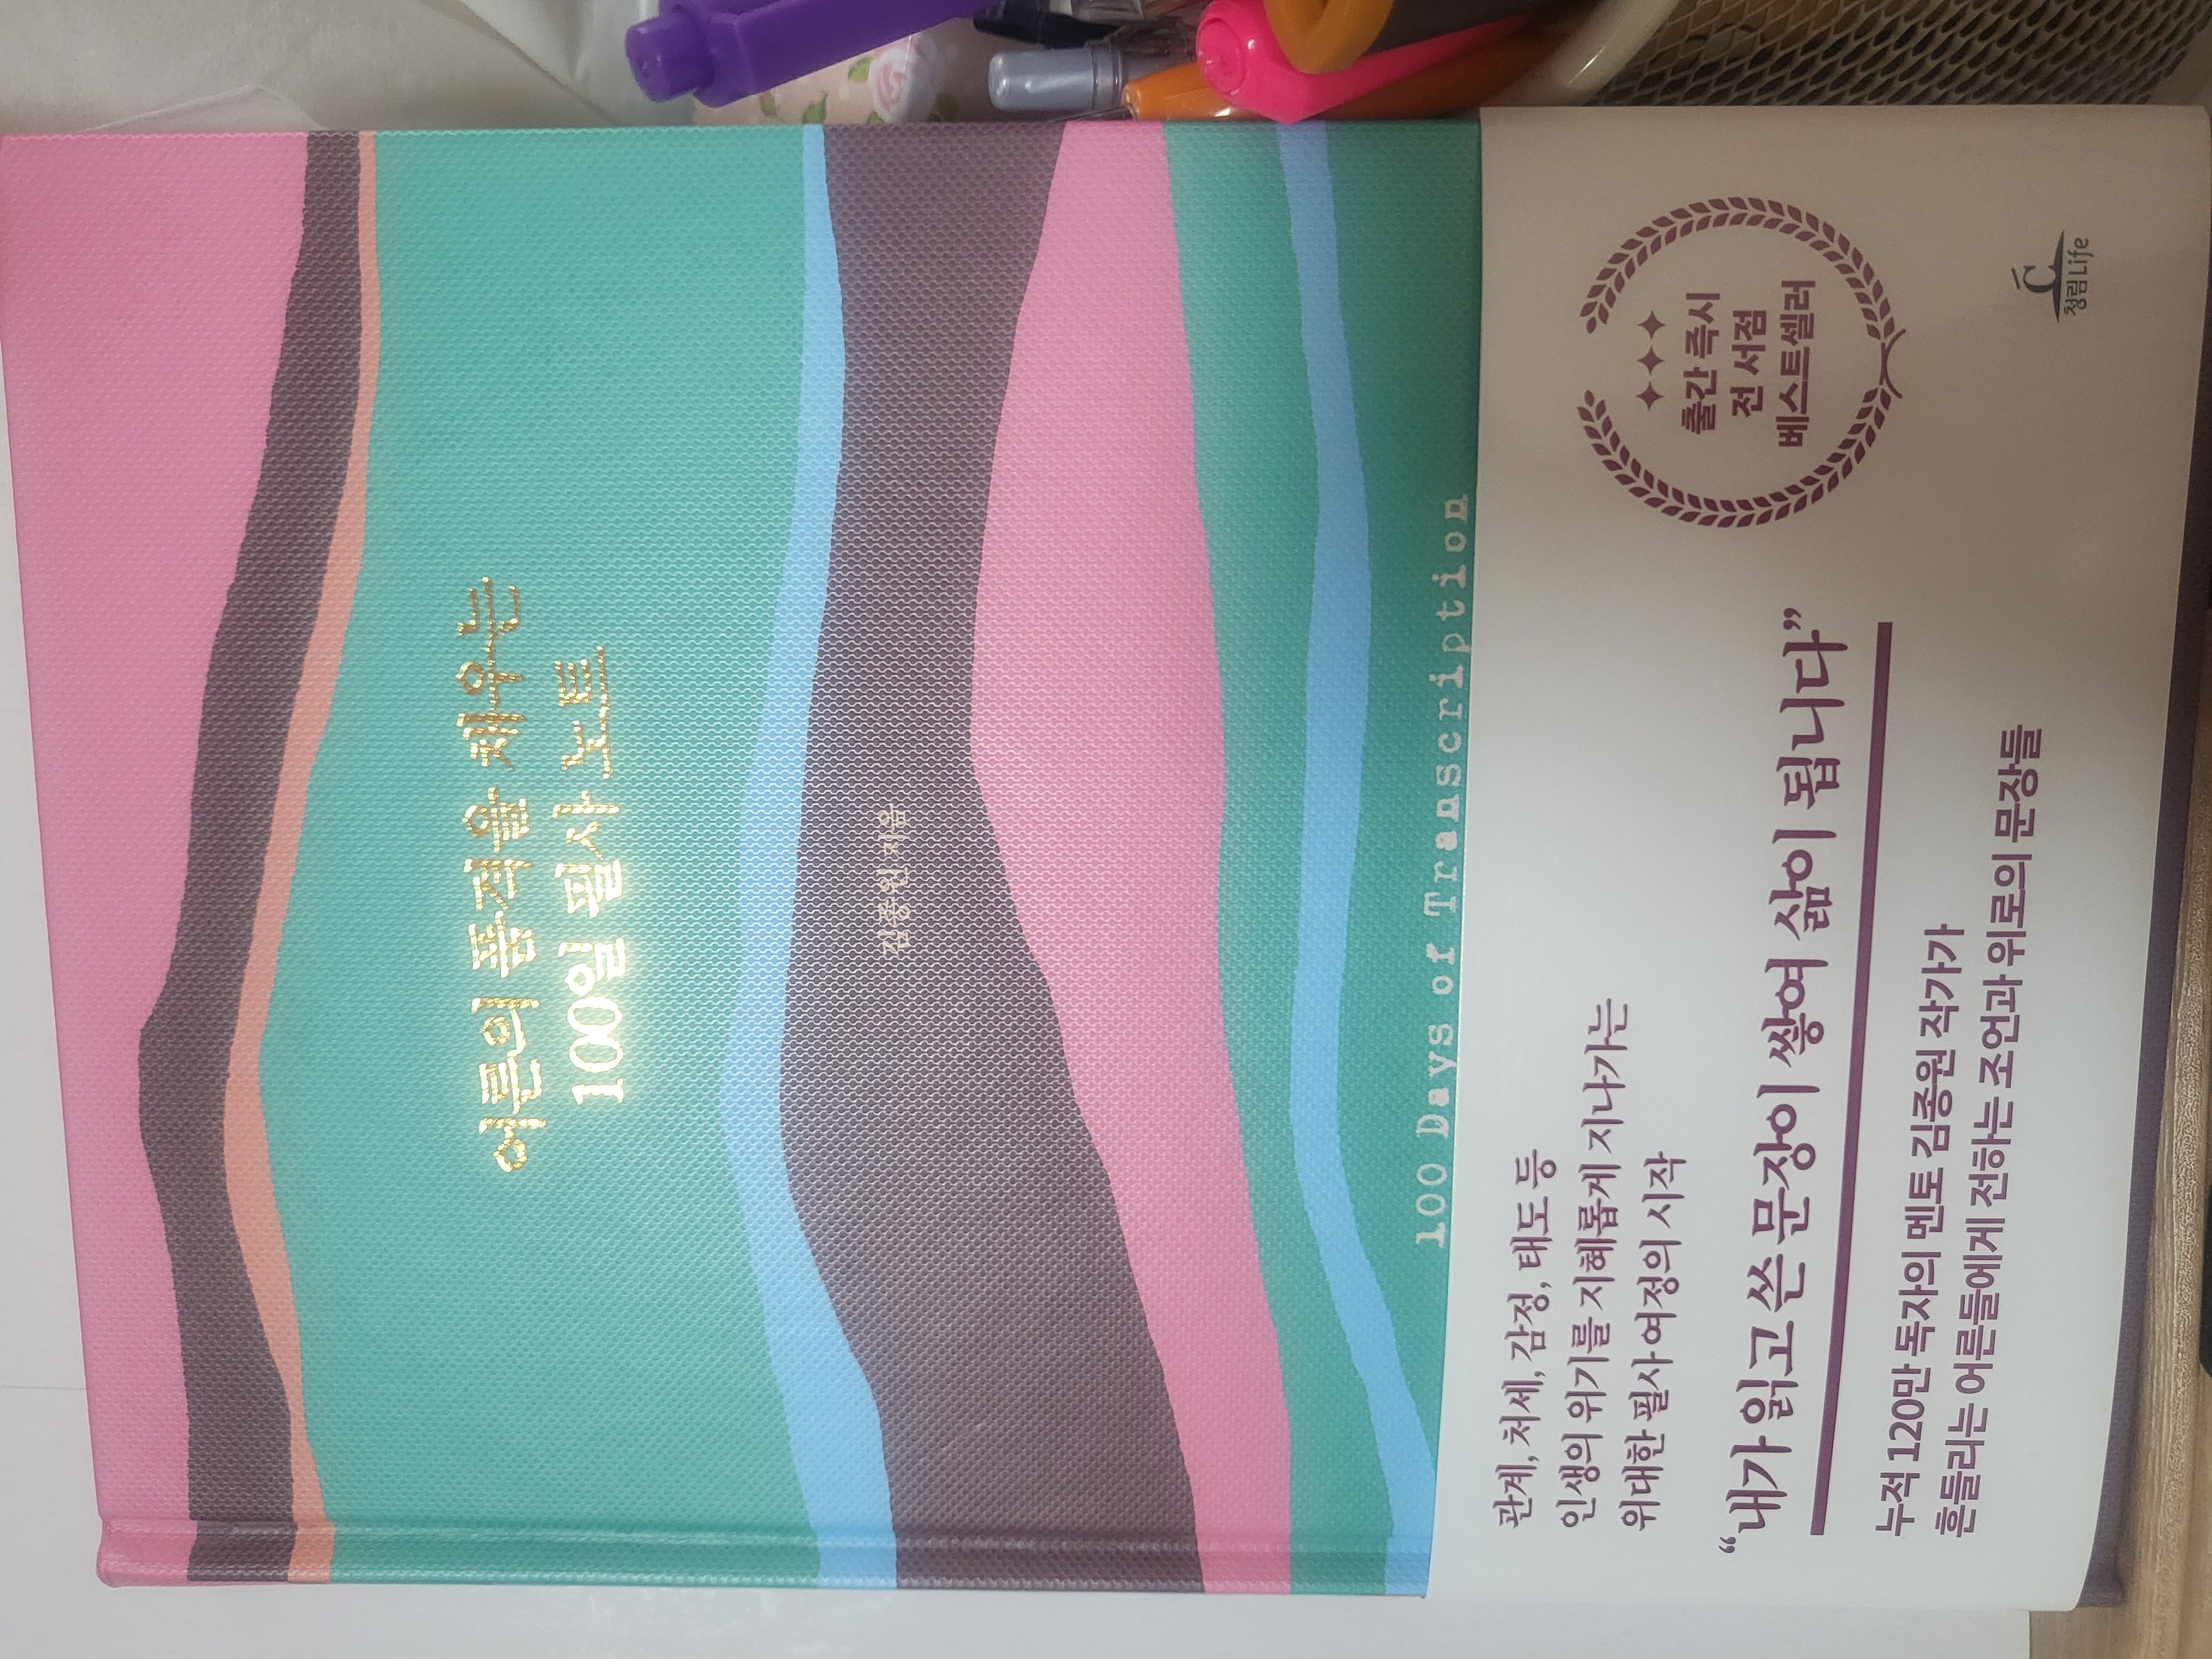 어른의 품격을 채우는
100일 필사 노트
김종원 지음
100 Days of Transcription
관계, 처세, 감정, 태도 등
인생의 위기를 지혜롭게 지나가는
위대한 필사 여정의 시작
“내가 읽고 쓴 문장이 쌓여 삶이 됩니다”
누적 120만 독자의 멘토 김종원 작가가
흔들리는 어른들에게 전하는 조언과 위로의 문장들
출간 즉시
전 서점
베스트셀러
청림Life